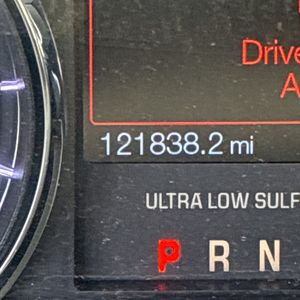 Drive
A
121838.2 mi
ULTRA LOW SULF
P R N